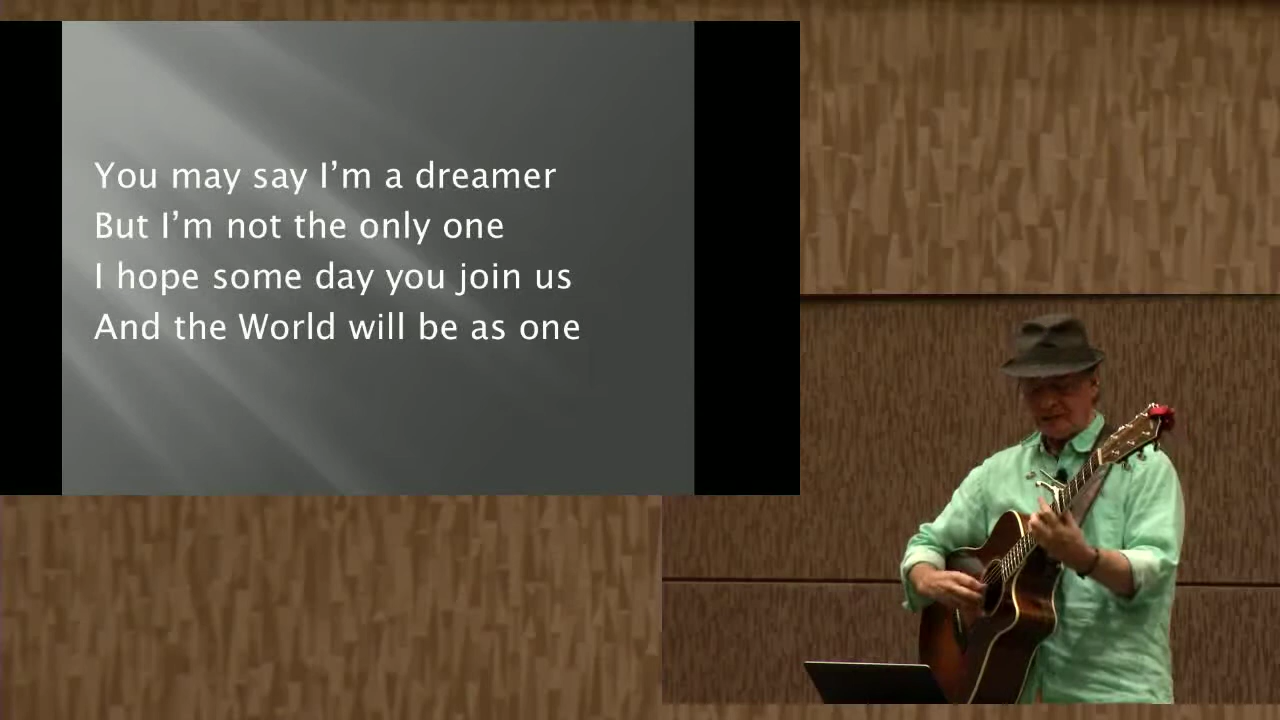 You may say I’m a dreamer
But I’m not the only one
I hope some day you join us
And the World will be as one